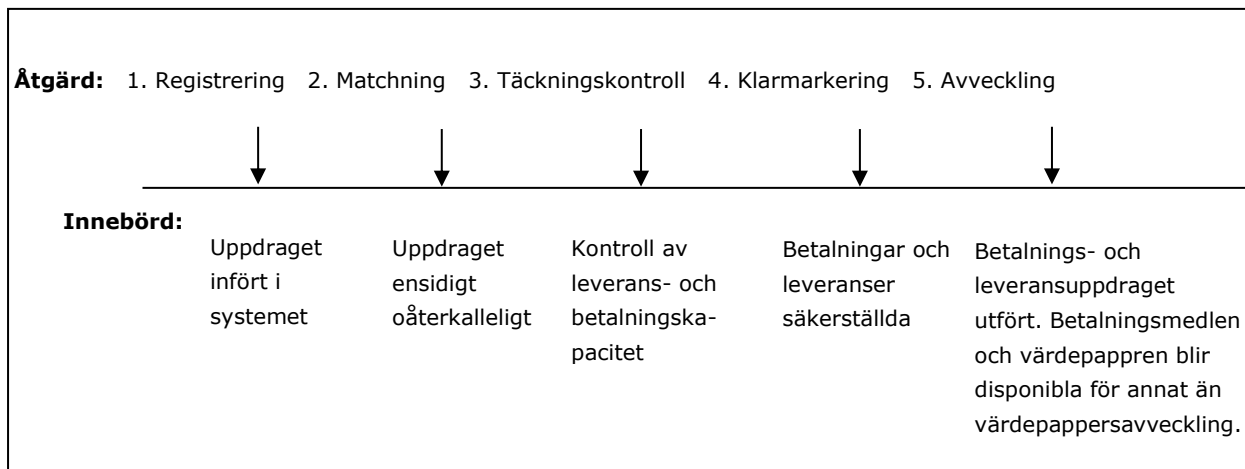 Åtgärd: 1. Registrering 2. Matchning 3. Täckningskontroll 4. Klarmarkering 5. Avveckling
Innebörd:
Uppdraget
infört i
systemet
Uppdraget
ensidigt
oåterkalleligt
Kontroll av
leverans- och
betalningska-
pacitet
Betalningar och
leveranser
säkerställda
Betalnings- och
leveransuppdraget
utfört. Betalningsmedlen
och värdepappren blir
disponibla för annat än
värdepappersavveckling.